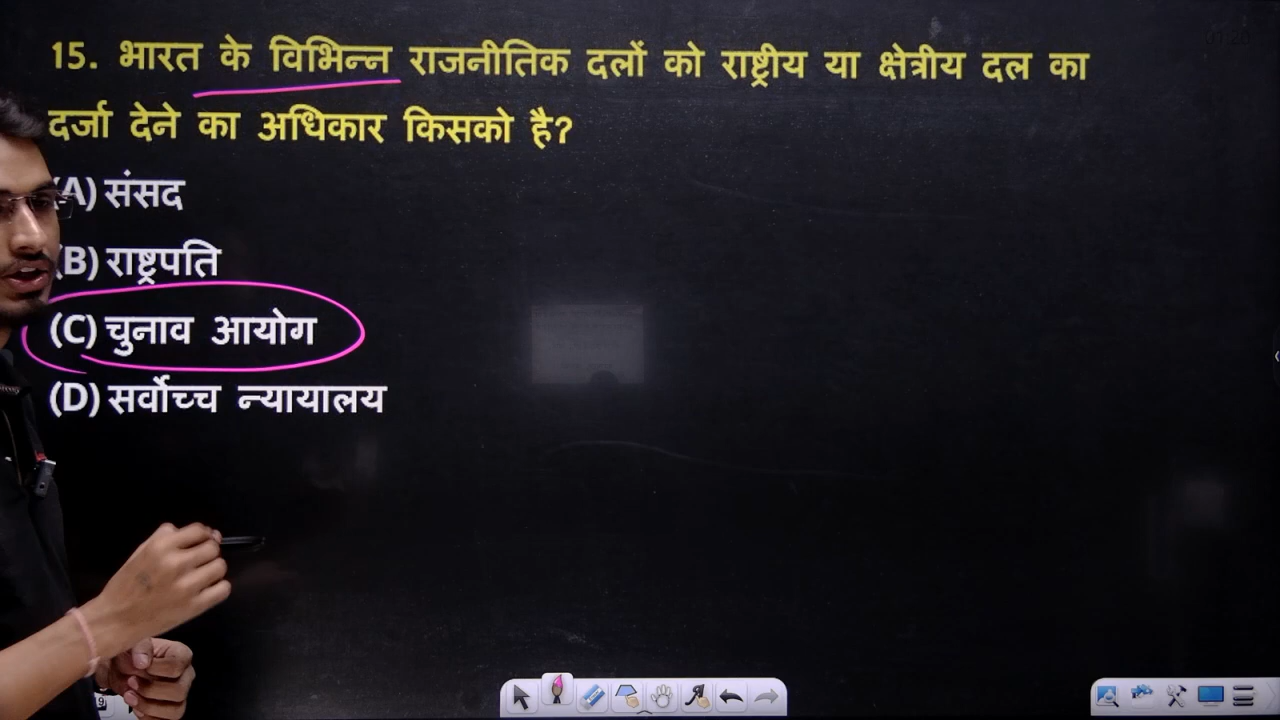 15. भारत के विभिन्न राजनीतिक दलों को राष्ट्रीय या क्षेत्रीय दल का
दर्जा देने का अधिकार किसको है?
(A) संसद
(B) राष्ट्रपति
(C) चुनाव आयोग
(D) सर्वोच्च न्यायालय